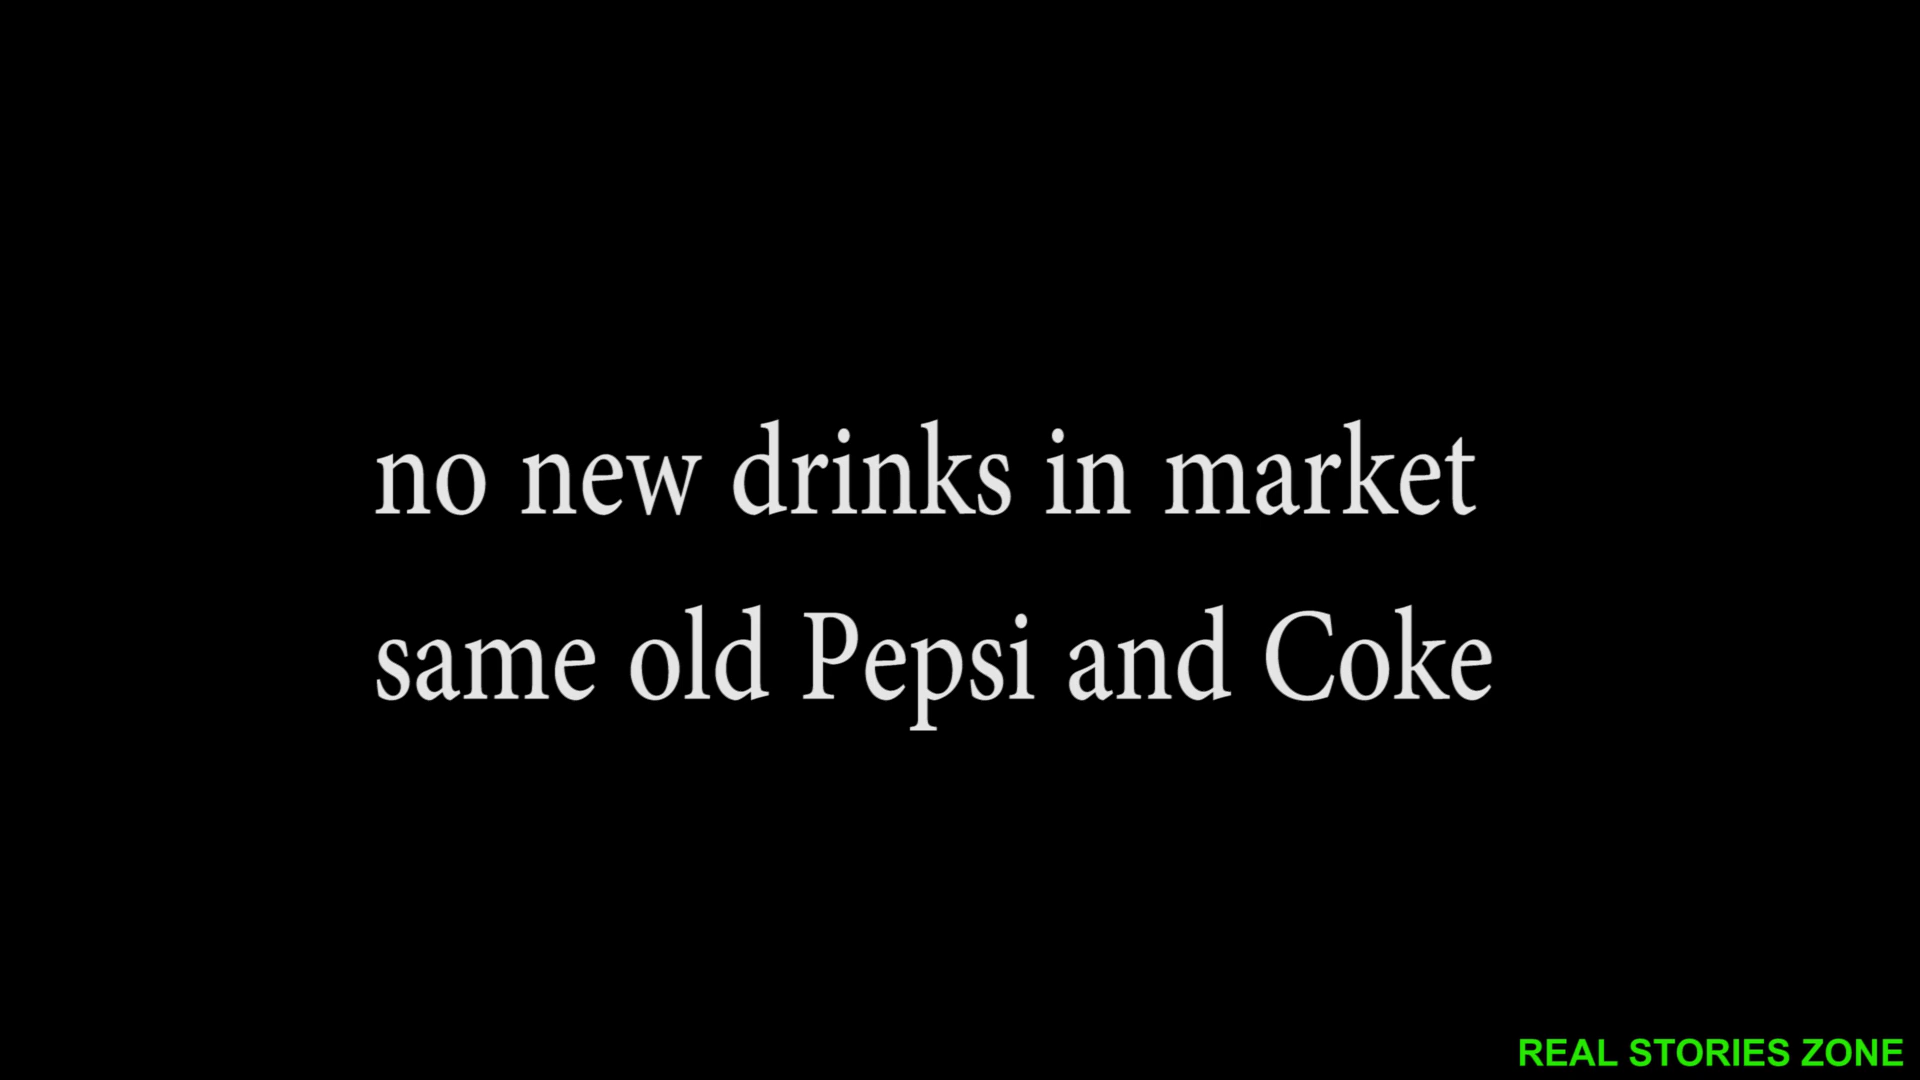 no new drinks in market
same old Pepsi and Coke
REAL STORIES ZONE